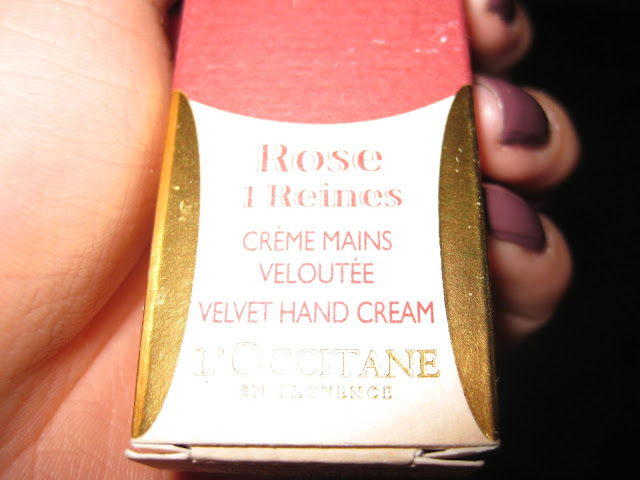 Rose
4 Reines
CRÈME MAINS
VELOUTÉE
VELVET HAND CREAM
L'OCCITANE
EN PROVENCE